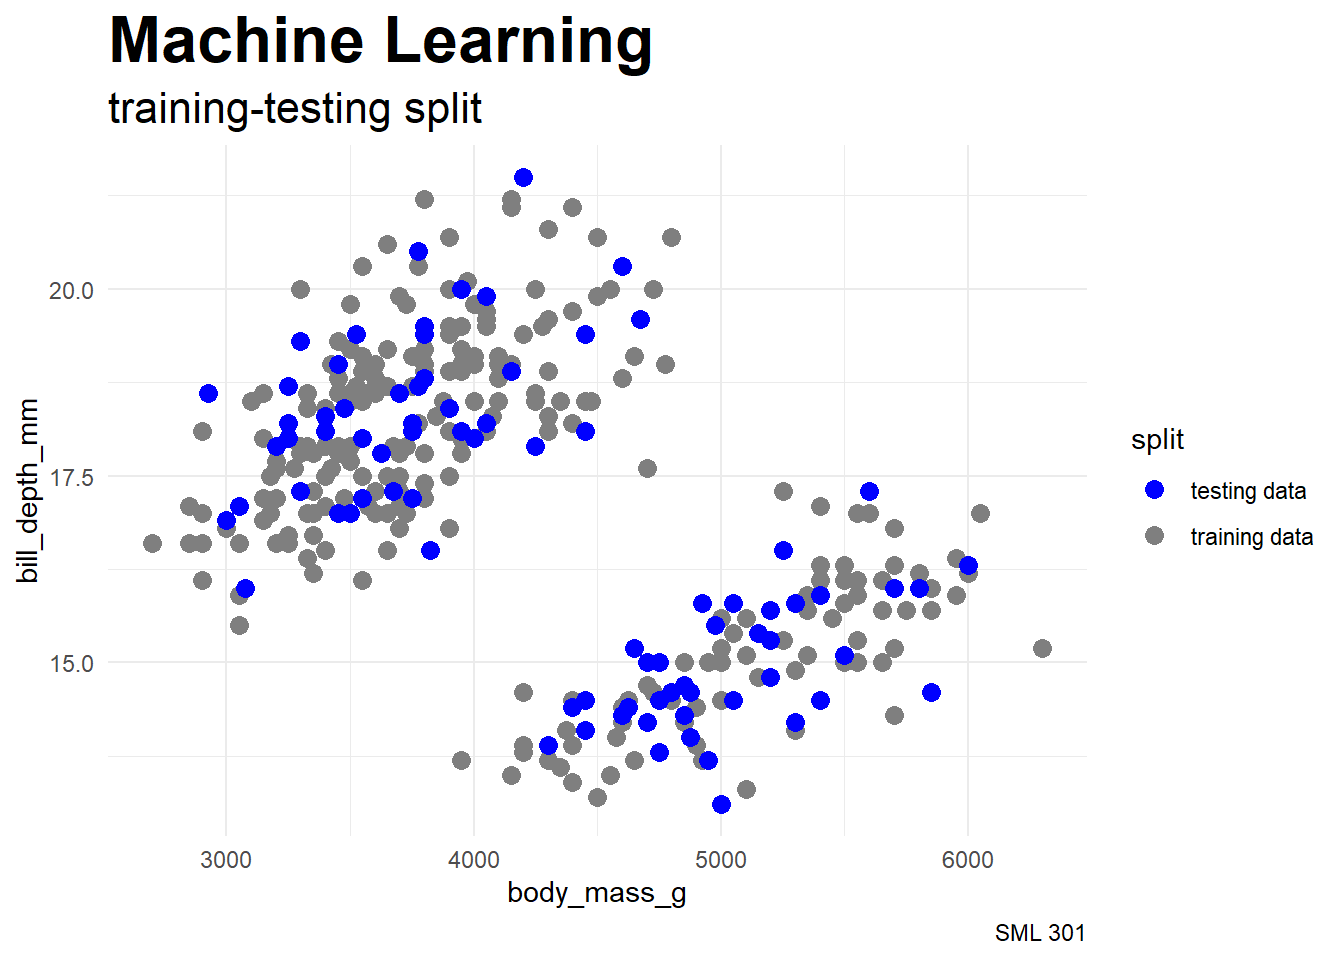 Machine Learning
training-testing split
bill_depth_mm
20.0
17.5
15.0
3000
4000
5000
6000
body_mass_g
split
testing data
training data
SML 301